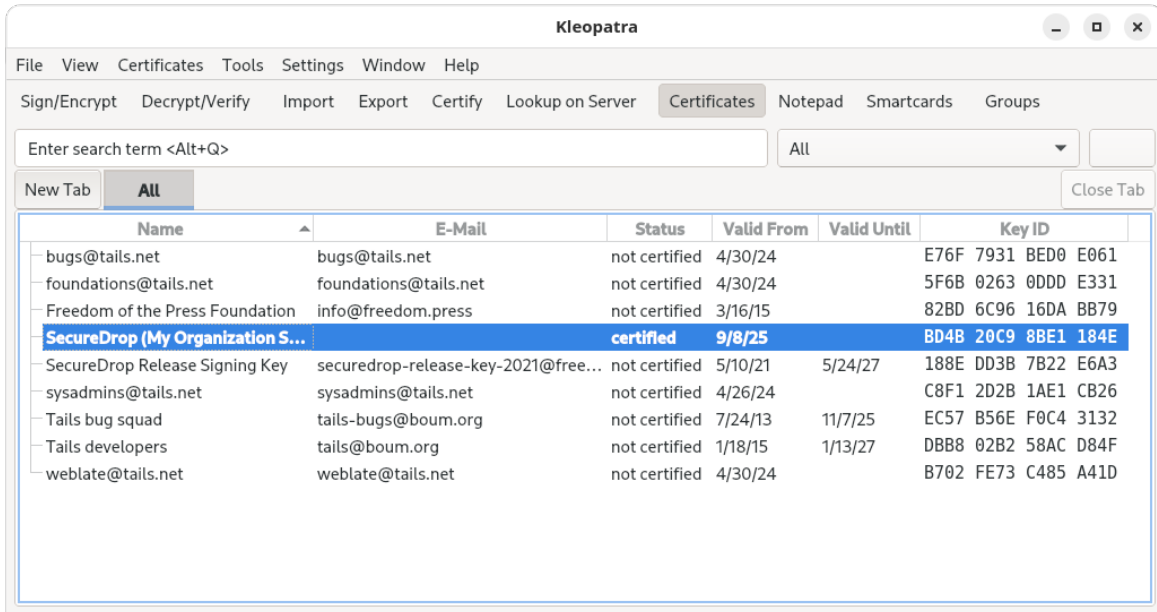 Kleopatra
File View Certificates Tools Settings Window Help
Sign/Encrypt Decrypt/Verify Import Export Certify Lookup on Server Certificates Notepad Smartcards Groups
Enter search term <Alt+Q> All
New Tab All Close Tab
Name E-Mail Status Valid From Valid Until Key ID
bugs@tails.net bugs@tails.net not certified 4/30/24 E76F 7931 BED0 E061
foundations@tails.net foundations@tails.net not certified 4/30/24 5F6B 0263 0DDD E331
Freedom of the Press Foundation info@freedom.press not certified 3/16/15 82BD 6C96 16DA BB79
SecureDrop (My Organization S... certified 9/8/25 BD4B 20C9 8BE1 184E
SecureDrop Release Signing Key securedrop-release-key-2021@free... not certified 5/10/21 5/24/27 188E DD3B 7B22 E6A3
sysadmins@tails.net sysadmins@tails.net not certified 4/26/24 C8F1 2D2B 1AE1 CB26
Tails bug squad tails-bugs@boum.org not certified 7/24/13 11/7/25 EC57 B56E F0C4 3132
Tails developers tails@boum.org not certified 1/18/15 1/13/27 DBB8 02B2 58AC D84F
weblate@tails.net weblate@tails.net not certified 4/30/24 B702 FE73 C485 A41D